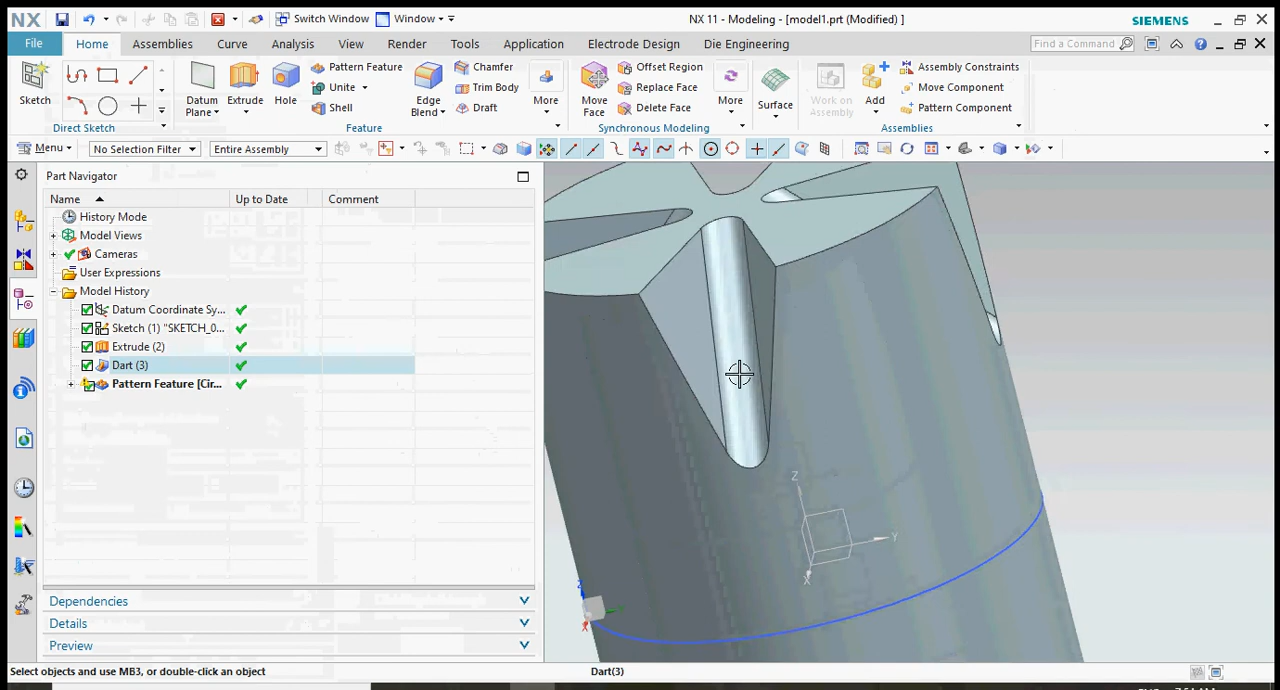 NX Switch Window Window NX 11 - Modeling - [model1.prt (Modified) ] SIEMENS
File Home Assemblies Curve Analysis View Render Tools Application Electrode Design Die Engineering Find a Command
Sketch Datum Plane Extrude Hole Pattern Feature Unite Shell Edge Blend Chamfer Trim Body Draft More Move Face Offset Region Replace Face Delete Face More Surface Work on Assembly Add Assembly Constraints Move Component Pattern Component
Direct Sketch Feature Synchronous Modeling Assemblies
Menu No Selection Filter Entire Assembly
Part Navigator
Name Up to Date Comment
History Mode
Model Views
Cameras
User Expressions
Model History
Datum Coordinate Sy...
Sketch (1) "SKETCH_0...
Extrude (2)
Dart (3)
Pattern Feature [Cir...
Z
Y
X
Z
X
Dependencies
Details
Preview
Select objects and use MB3, or double-click an object Dart(3)